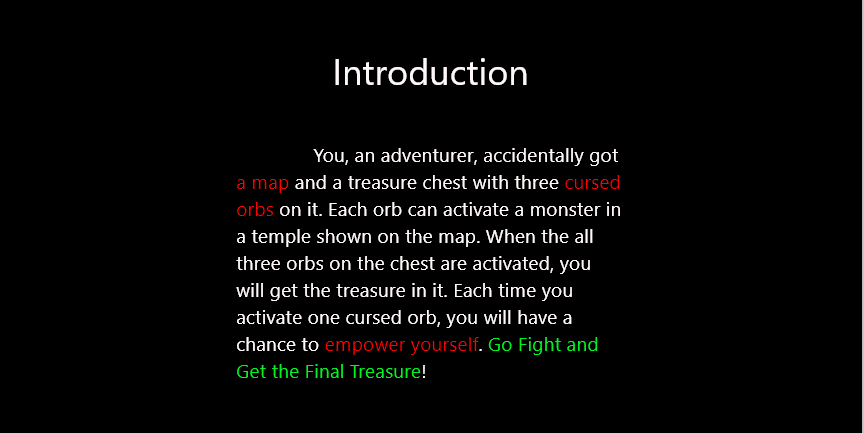 Introduction
You, an adventurer, accidentally got
a map and a treasure chest with three cursed
orbs on it. Each orb can activate a monster in
a temple shown on the map. When the all
three orbs on the chest are activated, you
will get the treasure in it. Each time you
activate one cursed orb, you will have a
chance to empower yourself. Go Fight and
Get the Final Treasure!